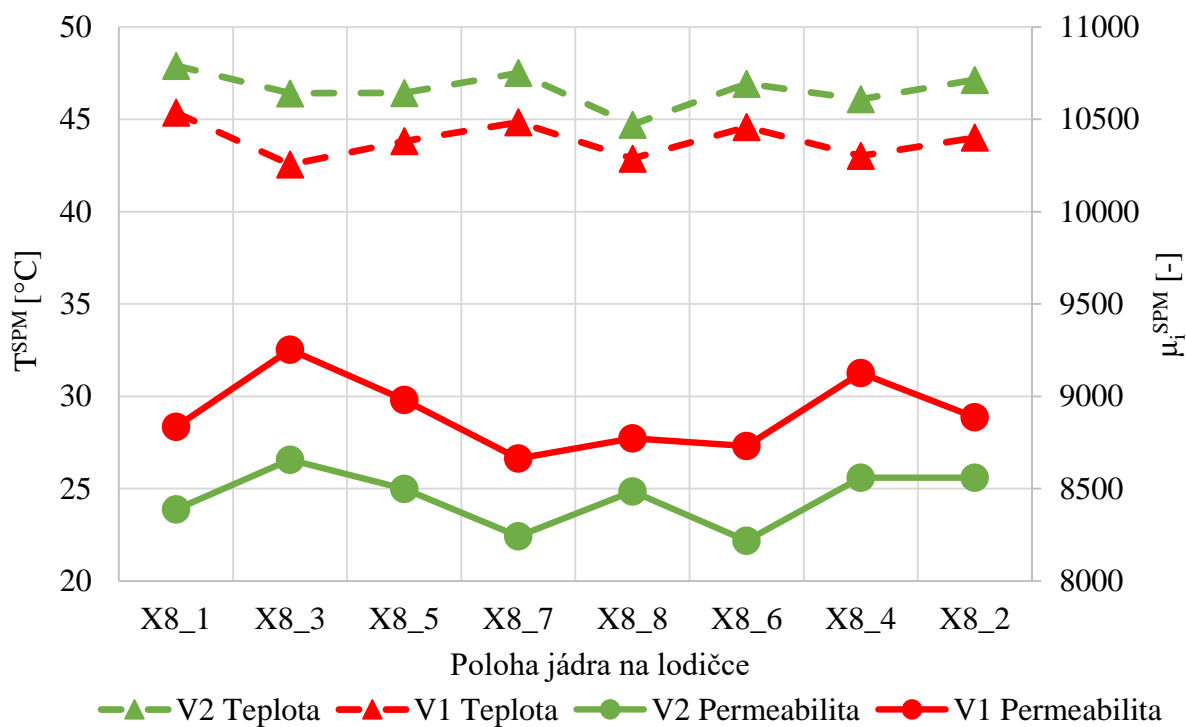 50
45
40
35
30
25
20
T^SPM [°C]
11000
10500
10000
9500
9000
8500
8000
μᵢ^SPM [-]
X8_1 X8_3 X8_5 X8_7 X8_8 X8_6 X8_4 X8_2
Poloha jádra na lodičce
V2 Teplota V1 Teplota V2 Permeabilita V1 Permeabilita